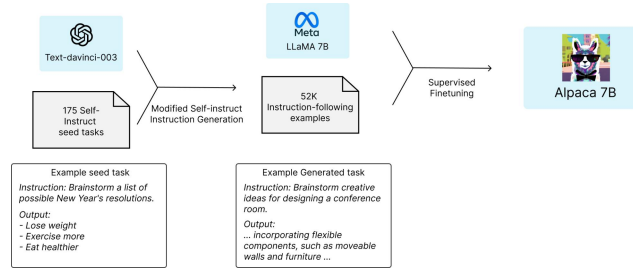 Text-davinci-003
175 Self-
Instruct
seed tasks
Modified Self-instruct
Instruction Generation
Meta
LLaMA 7B
52K
Instruction-following
examples
Supervised
Finetuning
Alpaca 7B
Example seed task
Instruction: Brainstorm a list of
possible New Year's resolutions.
Output:
- Lose weight
- Exercise more
- Eat healthier
Example Generated task
Instruction: Brainstorm creative
ideas for designing a conference
room.
Output:
... incorporating flexible
components, such as moveable
walls and furniture ...